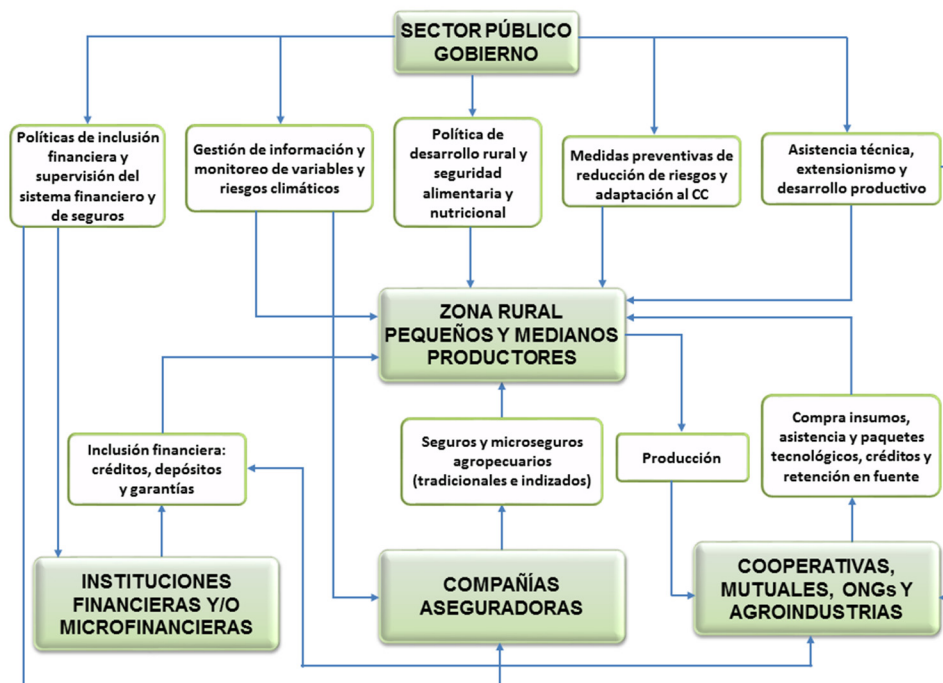 SECTOR PÚBLICO
GOBIERNO
Políticas de inclusión
financiera y
supervisión del
sistema financiero y
de seguros
Gestión de información y
monitoreo de variables y
riesgos climáticos
Política de
desarrollo rural y
seguridad
alimentaria y
nutricional
Medidas preventivas de
reducción de riesgos y
adaptación al CC
Asistencia técnica,
extensionismo y
desarrollo productivo
ZONA RURAL
PEQUEÑOS Y MEDIANOS
PRODUCTORES
Inclusión financiera:
créditos, depósitos
y garantías
Seguros y microseguros
agropecuarios
(tradicionales e indizados)
Producción
Compra insumos,
asistencia y paquetes
tecnológicos, créditos y
retención en fuente
INSTITUCIONES
FINANCIERAS Y/O
MICROFINANCIERAS
COMPAÑÍAS
ASEGURADORAS
COOPERATIVAS,
MUTUALES, ONGs Y
AGROINDUSTRIAS